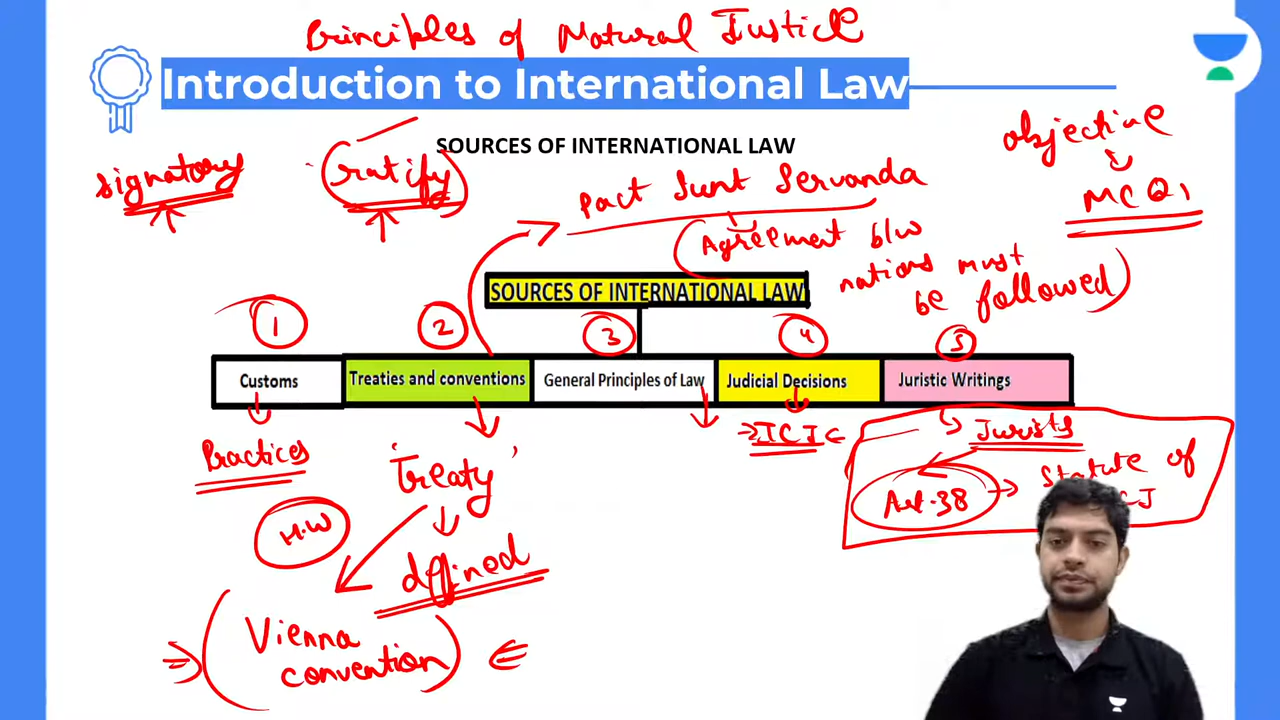 Principles of Natural Justice
Introduction to International Law
SOURCES OF INTERNATIONAL LAW
signatory
ratify
Pact Sunt Servanda
objective
MCQs
Agreement b/w
nations must
be followed
SOURCES OF INTERNATIONAL LAW
1
2
3
4
5
Customs
Treaties and conventions
General Principles of Law
Judicial Decisions
Juristic Writings
Practices
'Treaty'
ICJ
Jurists
Art-38
Statute of
H.W
defined
Vienna
convention